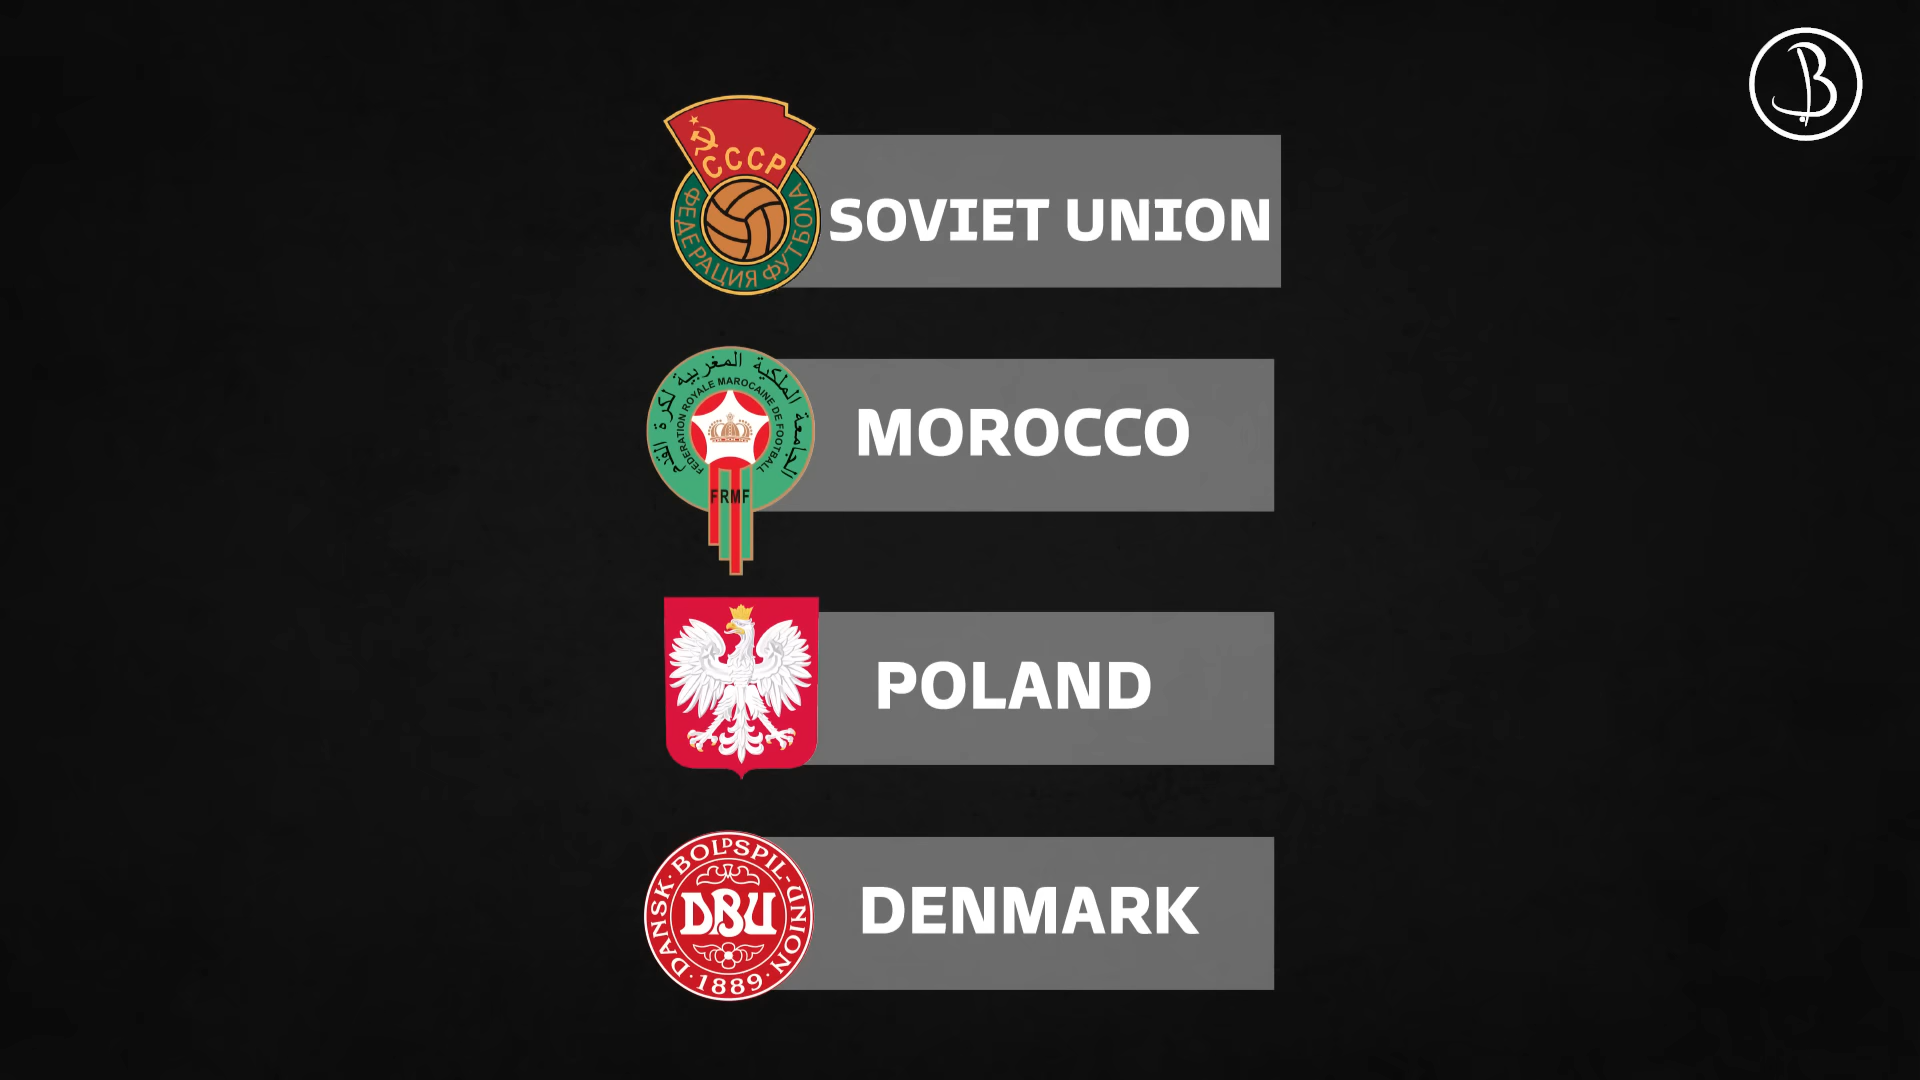 СССР
ФЕДЕРАЦИЯ ФУТБОЛА
SOVIET UNION
الجامعة الملكية المغربية لكرة القدم
FEDERATION ROYALE MAROCAINE DE FOOTBALL
FRMF
MOROCCO
POLAND
DANSK·BOLDSPIL-UNION
DBU
·1889·
DENMARK
B